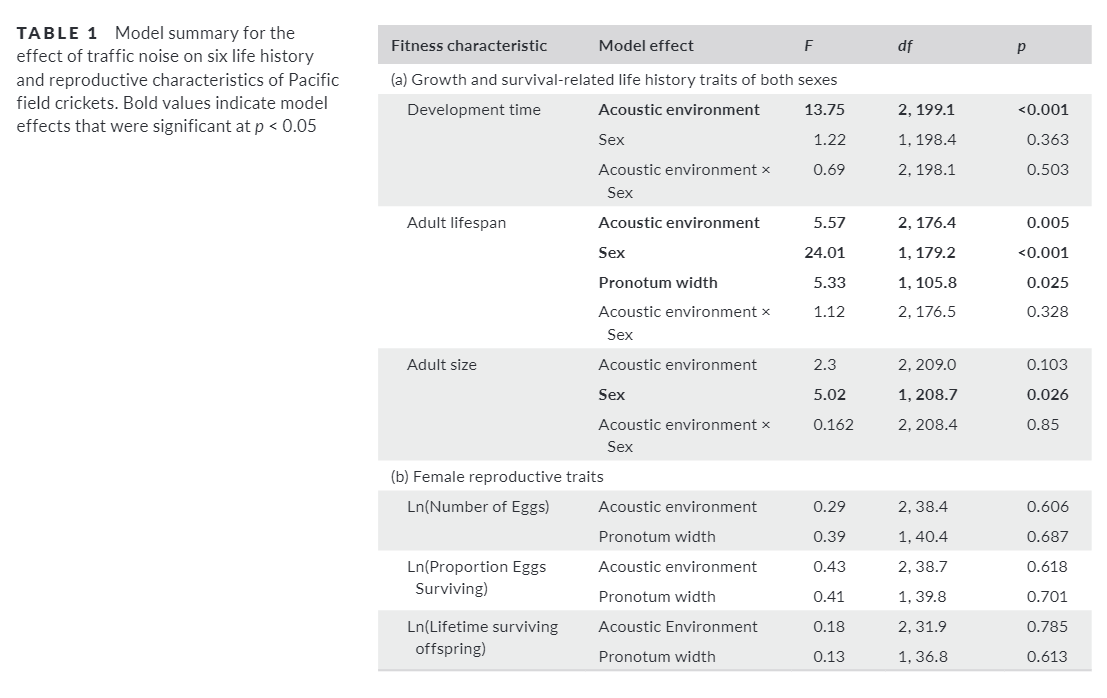 TABLE 1 Model summary for the
effect of traffic noise on six life history
and reproductive characteristics of Pacific
field crickets. Bold values indicate model
effects that were significant at p < 0.05
Fitness characteristic Model effect F df p
(a) Growth and survival-related life history traits of both sexes
Development time Acoustic environment 13.75 2, 199.1 <0.001
Sex 1.22 1, 198.4 0.363
Acoustic environment × 0.69 2, 198.1 0.503
Sex
Adult lifespan Acoustic environment 5.57 2, 176.4 0.005
Sex 24.01 1, 179.2 <0.001
Pronotum width 5.33 1, 105.8 0.025
Acoustic environment × 1.12 2, 176.5 0.328
Sex
Adult size Acoustic environment 2.3 2, 209.0 0.103
Sex 5.02 1, 208.7 0.026
Acoustic environment × 0.162 2, 208.4 0.85
Sex
(b) Female reproductive traits
Ln(Number of Eggs) Acoustic environment 0.29 2, 38.4 0.606
Pronotum width 0.39 1, 40.4 0.687
Ln(Proportion Eggs Acoustic environment 0.43 2, 38.7 0.618
Surviving)
Pronotum width 0.41 1, 39.8 0.701
Ln(Lifetime surviving Acoustic Environment 0.18 2, 31.9 0.785
offspring)
Pronotum width 0.13 1, 36.8 0.613